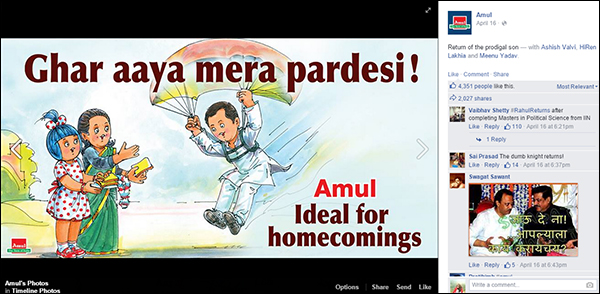 Ghar aaya mera pardesi!
Amul
Ideal for
homecomings
Amul
Amul's Photos
in Timeline Photos
Options Share Send Like
Amul
Amul
April 16
Return of the prodigal son — with Ashish Valvi, HiRen
Lakhia and Meenu Yadav.
Like · Comment · Share
4,351 people like this.
Most Relevant
2,027 shares
Vaibhav Shetty #RahulReturns after
completing Masters in Political Science from IIN
Like · Reply · 110 · April 16 at 6:21pm
1 Reply
Sai Prasad The dumb knight returns!
Like · Reply · 14 · April 16 at 6:37pm
Swagat Sawant
जाऊ दे. ना!
आपल्याला
काय करायचय?
Like · Reply · 5 · April 16 at 6:43pm
Write a comment...